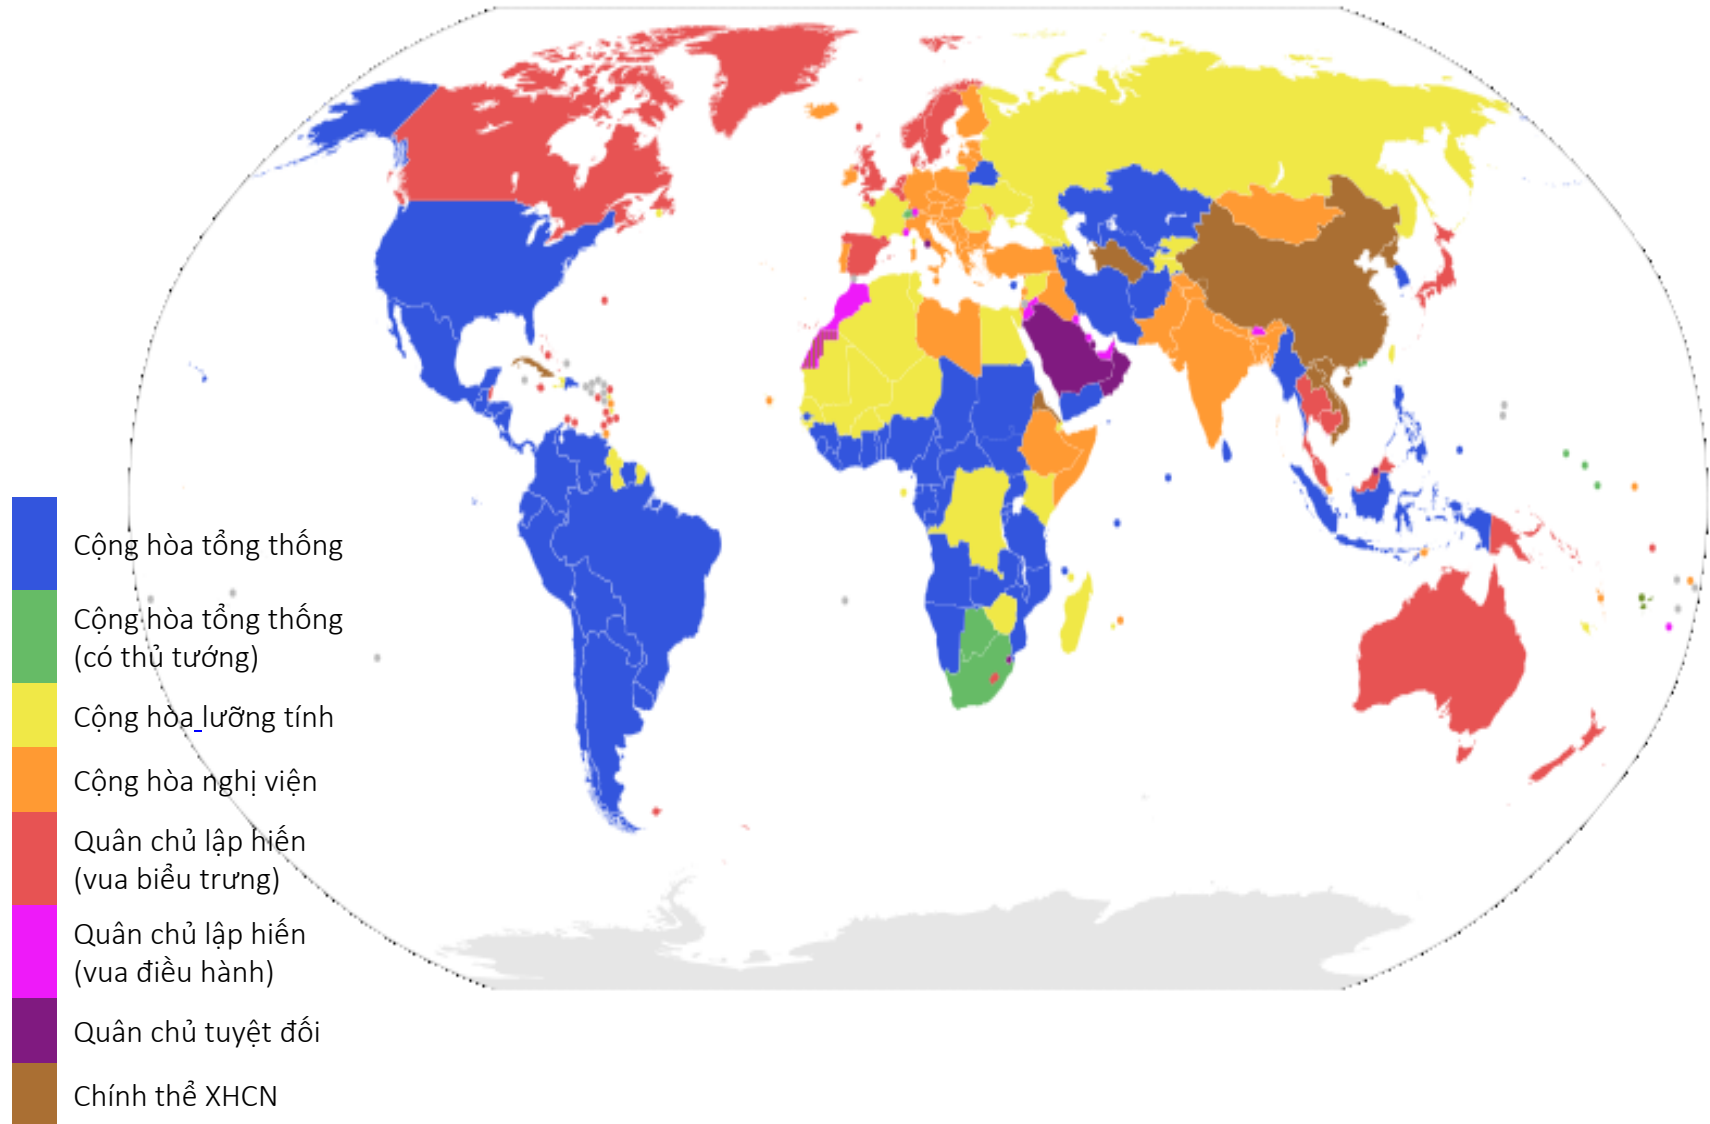 Cộng hòa tổng thống
Cộng hòa tổng thống
(có thủ tướng)
Cộng hòa lưỡng tính
Cộng hòa nghị viện
Quân chủ lập hiến
(vua biểu trưng)
Quân chủ lập hiến
(vua điều hành)
Quân chủ tuyệt đối
Chính thể XHCN